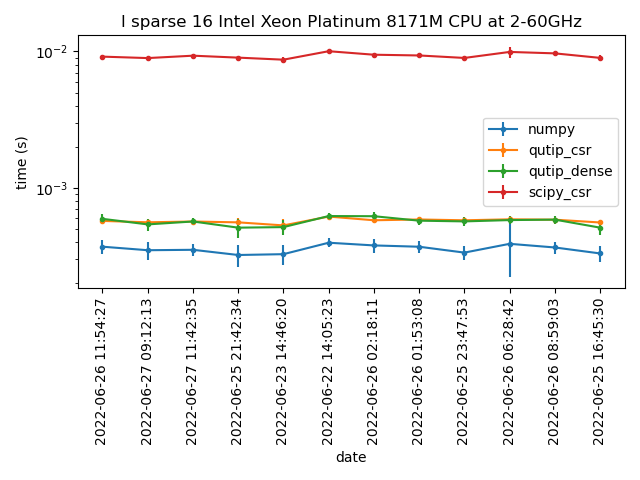 l sparse 16 Intel Xeon Platinum 8171M CPU at 2-60GHz
time (s)
10⁻²
10⁻³
numpy
qutip_csr
qutip_dense
scipy_csr
2022-06-26 11:54:27
2022-06-27 09:12:13
2022-06-27 11:42:35
2022-06-25 21:42:34
2022-06-23 14:46:20
2022-06-22 14:05:23
2022-06-26 02:18:11
2022-06-26 01:53:08
2022-06-25 23:47:53
2022-06-26 06:28:42
2022-06-26 08:59:03
2022-06-25 16:45:30
date